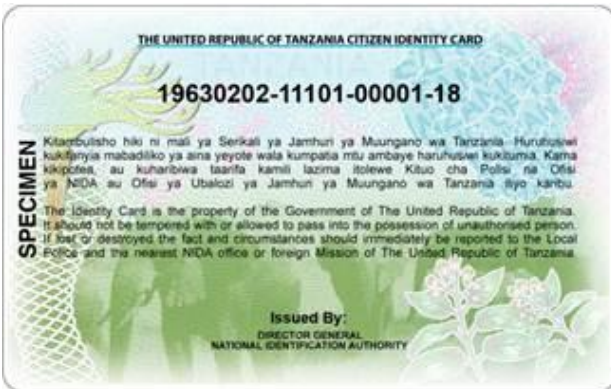 THE UNITED REPUBLIC OF TANZANIA CITIZEN IDENTITY CARD
19630202-11101-00001-18
SPECIMEN
Kitambulisho hiki ni mali ya Serikali ya Jamhuri ya Muungano wa Tanzania. Huruhusiwi
kukifanyia mabadiliko ya aina yeyote wala kumpatia mtu ambaye haruhusiwi kukitumia. Kama
kikipotea, au kuharibiwa taarifa kamili lazima itolewe Kituo cha Polisi na Ofisi
ya NIDA au Ofisi ya Ubalozi ya Jamhuri ya Muungano wa Tanzania iliyo karibu.
The Identity Card is the property of the Government of The United Republic of Tanzania.
It should not be tempered with or allowed to pass into the possession of unauthorised person.
If lost or destroyed the fact and circumstances should immediately be reported to the Local
Police and the nearest NIDA office or foreign Mission of The United Republic of Tanzania.
Issued By:
DIRECTOR GENERAL
NATIONAL IDENTIFICATION AUTHORITY